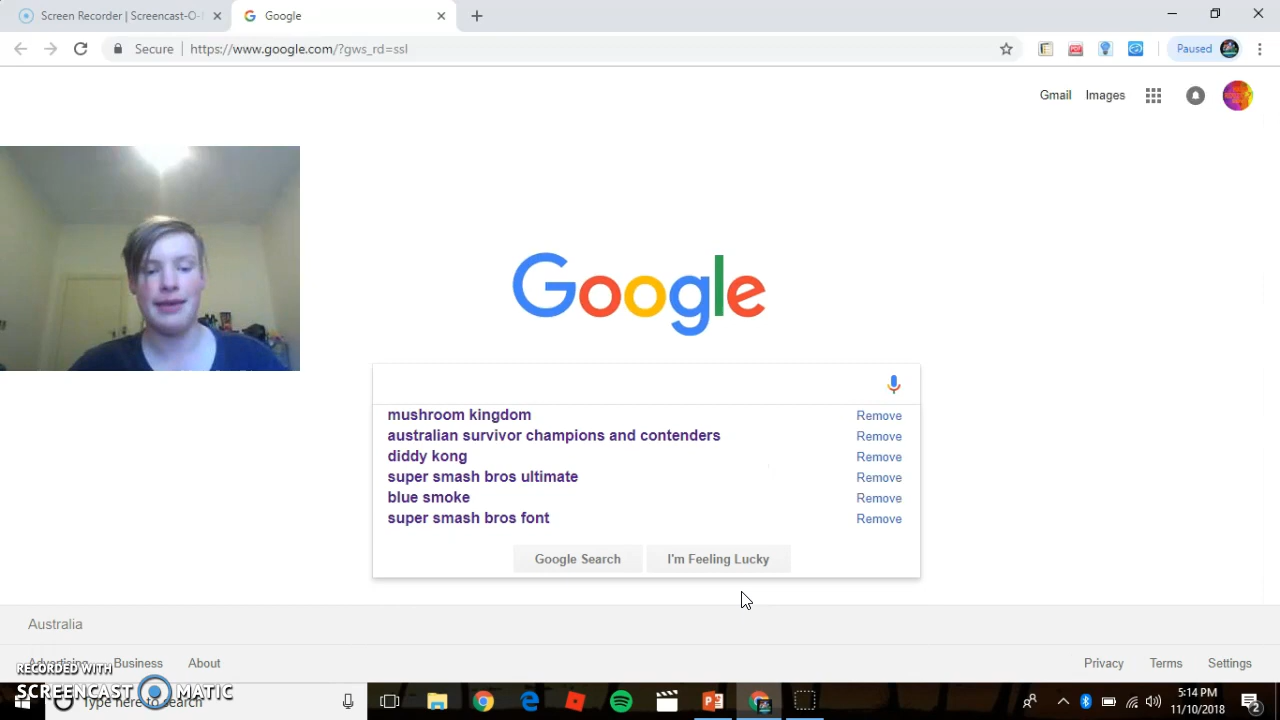 Screen Recorder | Screencast-O-
Google
Secure
https://www.google.com/?gws_rd=ssl
PDF
Paused
Gmail
Images
Google
mushroom kingdom
Remove
australian survivor champions and contenders
Remove
diddy kong
Remove
super smash bros ultimate
Remove
blue smoke
Remove
super smash bros font
Remove
Google Search
I'm Feeling Lucky
Australia
Advertising
Business
About
Privacy
Terms
Settings
RECORDED WITH
SCREENCAST MATIC
Type here to search
5:14 PM
11/10/2018
2